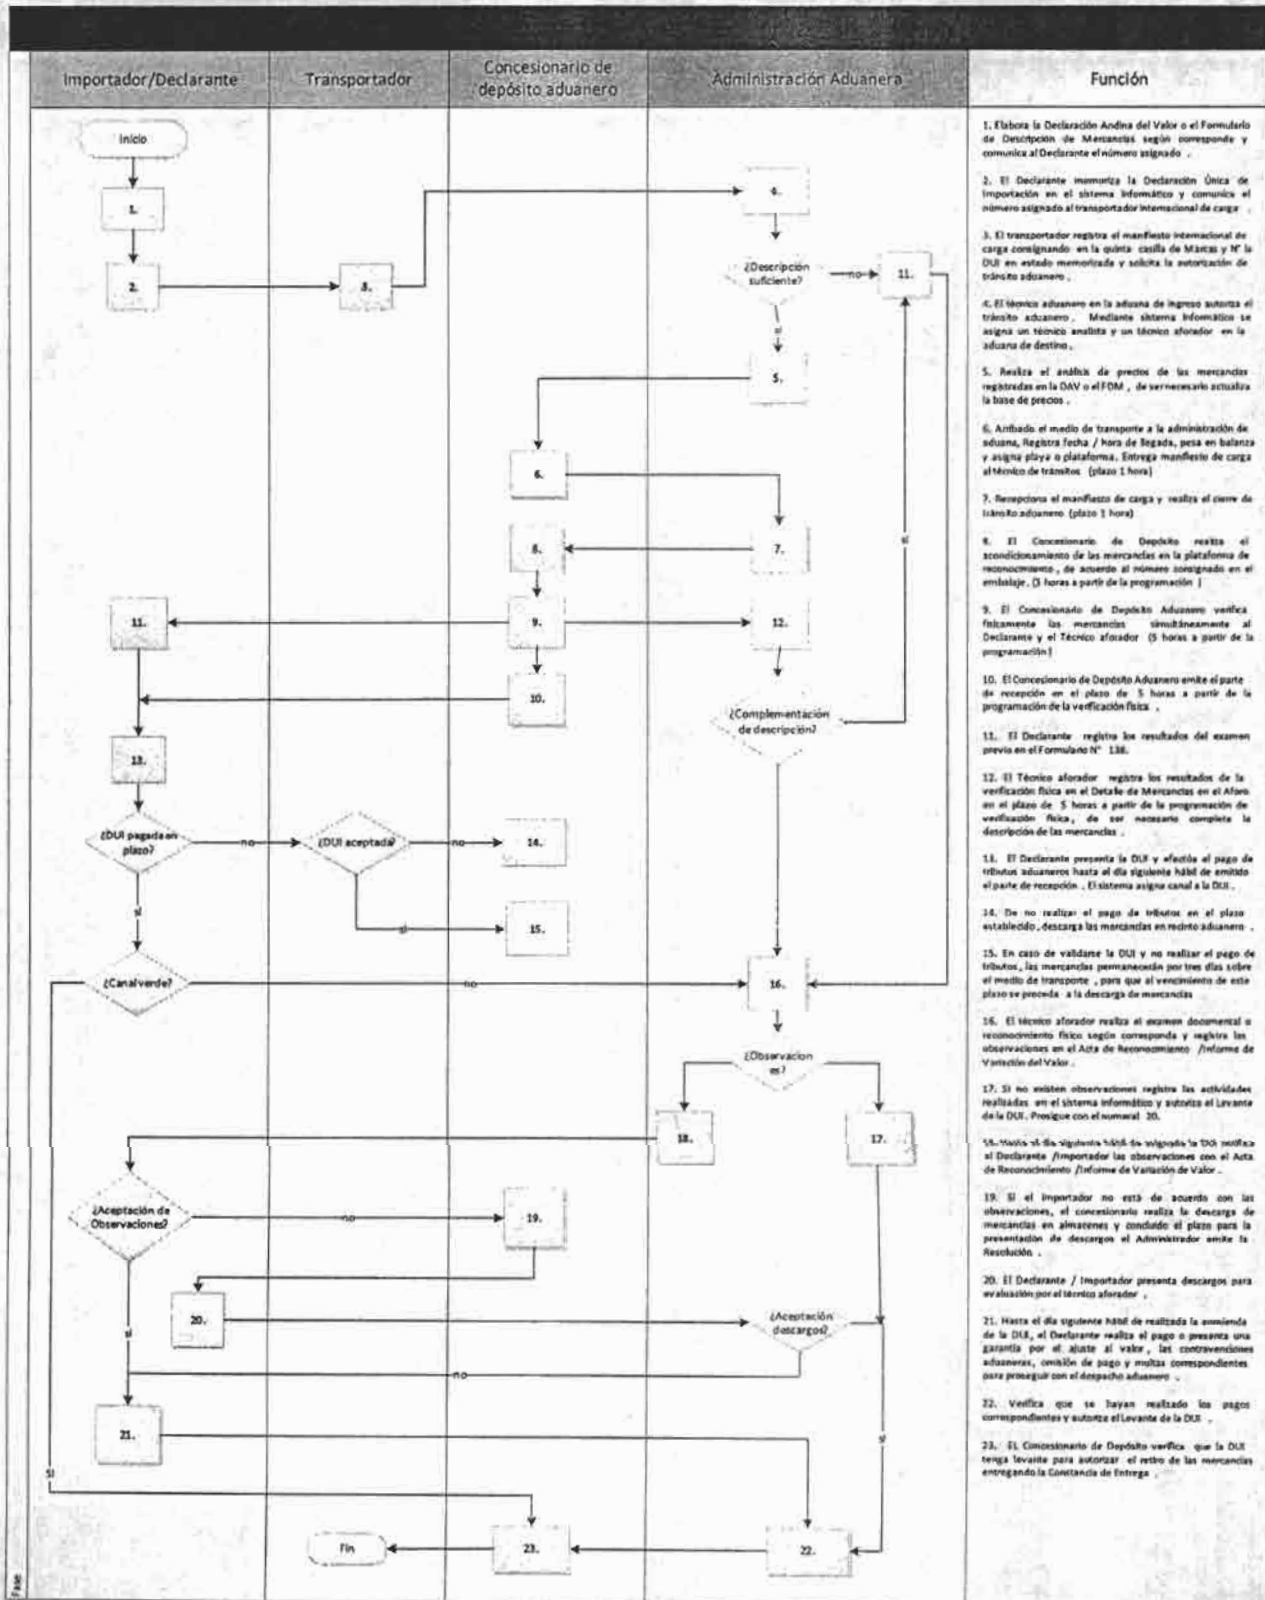 Importador/Declarante
Transportador
Concesionario de
depósito aduanero
Administración Aduanera
Función
Inicio
1.
2.
3.
4.
¿Descripción
suficiente?
no
11.
si
5.
6.
7.
8.
si
11.
9.
12.
10.
¿Complementación
de descripción?
13.
¿DUI pagada en
plazo?
no
¿DUI aceptada?
no
14.
si
si
15.
¿Canal verde?
no
16.
¿Observacion
es?
18.
17.
¿Aceptación de
Observaciones?
no
19.
20.
¿Aceptación
descargos?
si
no
21.
si
SI
Fin
23.
22.
Fase
1. Elabora la Declaración Andina del Valor o el Formulario
de Descripción de Mercancías según corresponde y
comunica al Declarante el número asignado .
2. El Declarante memoriza la Declaración Única de
Importación en el sistema informático y comunica el
número asignado al transportador internacional de carga .
3. El transportador registra el manifiesto internacional de
carga consignando en la quinta casilla de Marcas y N° la
DUI en estado memorizada y solicita la autorización de
tránsito aduanero .
4. El técnico aduanero en la aduana de ingreso autoriza el
tránsito aduanero . Mediante sistema informático se
asigna un técnico analista y un técnico aforador en la
aduana de destino .
5. Realiza el análisis de precios de las mercancías
registradas en la DAV o el FDM , de ser necesario actualiza
la base de precios .
6. Arribado el medio de transporte a la administración de
aduana, Registra fecha / hora de llegada, pesa en balanza
y asigna playa o plataforma. Entrega manifiesto de carga
al técnico de tránsitos (plazo 1 hora)
7. Recepciona el manifiesto de carga y realiza el cierre de
tránsito aduanero (plazo 1 hora)
8. El Concesionario de Depósito realiza el
acondicionamiento de las mercancías en la plataforma de
reconocimiento , de acuerdo al número consignado en el
embalaje. (3 horas a partir de la programación )
9. El Concesionario de Depósito Aduanero verifica
físicamente las mercancías simultáneamente al
Declarante y el Técnico aforador (5 horas a partir de la
programación)
10. El Concesionario de Depósito Aduanero emite el parte
de recepción en el plazo de 5 horas a partir de la
programación de la verificación física .
11. El Declarante registra los resultados del examen
previo en el Formulario N° 138.
12. El Técnico aforador registra los resultados de la
verificación física en el Detalle de Mercancías en el Aforo
en el plazo de 5 horas a partir de la programación de
verificación física, de ser necesario completa la
descripción de las mercancías .
13. El Declarante presenta la DUI y efectúa el pago de
tributos aduaneros hasta el día siguiente hábil de emitido
el parte de recepción . El sistema asigna canal a la DUI .
14. De no realizar el pago de tributos en el plazo
establecido , descarga las mercancías en recinto aduanero .
15. En caso de validarse la DUI y no realizar el pago de
tributos, las mercancías permanecerán por tres días sobre
el medio de transporte , para que al vencimiento de este
plazo se proceda a la descarga de mercancías
16. El técnico aforador realiza el examen documental o
reconocimiento físico según corresponda y registra las
observaciones en el Acta de Reconocimiento /Informe de
Variación del Valor .
17. Si no existen observaciones registra las actividades
realizadas en el sistema informático y autoriza el Levante
de la DUI. Prosigue con el numeral 20.
18. Hasta el día siguiente hábil de asignada la DUI notifica
al Declarante /Importador las observaciones con el Acta
de Reconocimiento /Informe de Variación de Valor .
19. Si el Importador no está de acuerdo con las
observaciones, el concesionario realiza la descarga de
mercancías en almacenes y concluido el plazo para la
presentación de descargos el Administrador emite la
Resolución .
20. El Declarante / Importador presenta descargos para
evaluación por el técnico aforador .
21. Hasta el día siguiente hábil de realizada la enmienda
de la DUI, el Declarante realiza el pago o presenta una
garantía por el ajuste al valor , las contravenciones
aduaneras, omisión de pago y multas correspondientes
para proseguir con el despacho aduanero .
22. Verifica que se hayan realizado los pagos
correspondientes y autoriza el Levante de la DUI .
23. EL Concesionario de Depósito verifica que la DUI
tenga levante para autorizar el retiro de las mercancías
entregando la Constancia de Entrega .